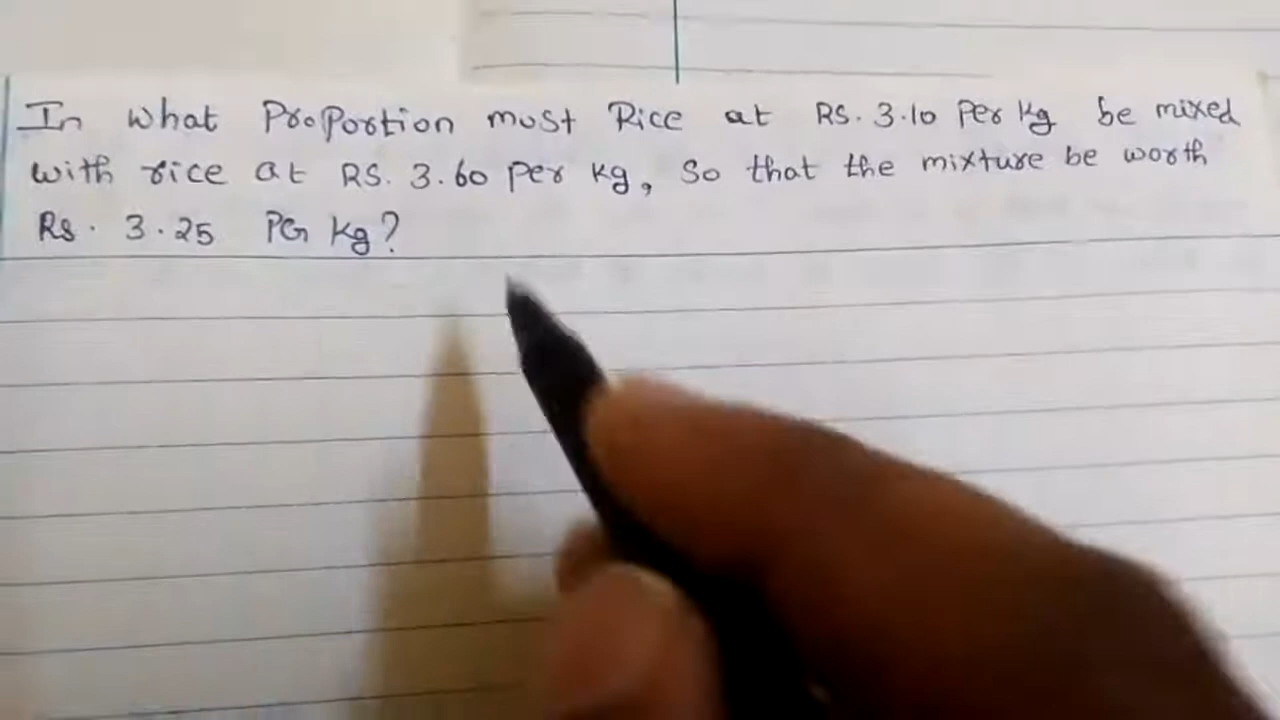 In what Proportion must Rice at RS. 3.10 Per kg be mixed
with rice at RS. 3.60 per kg, So that the mixture be worth
Rs. 3.25 Per kg?